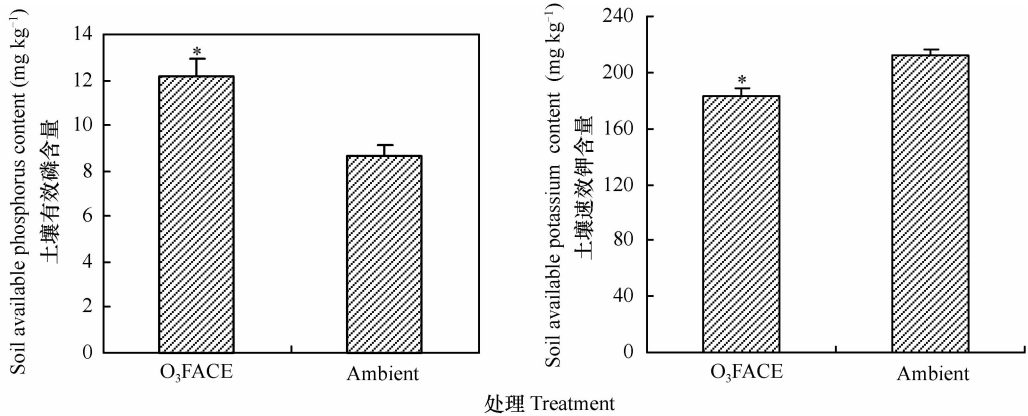 Soil available phosphorus content (mg kg⁻¹)
土壤有效磷含量
14
12
10
8
6
4
2
0
*
O₃FACE
Ambient
Soil available potassium content (mg kg⁻¹)
土壤速效钾含量
240
200
160
120
80
40
0
*
O₃FACE
Ambient
处理 Treatment